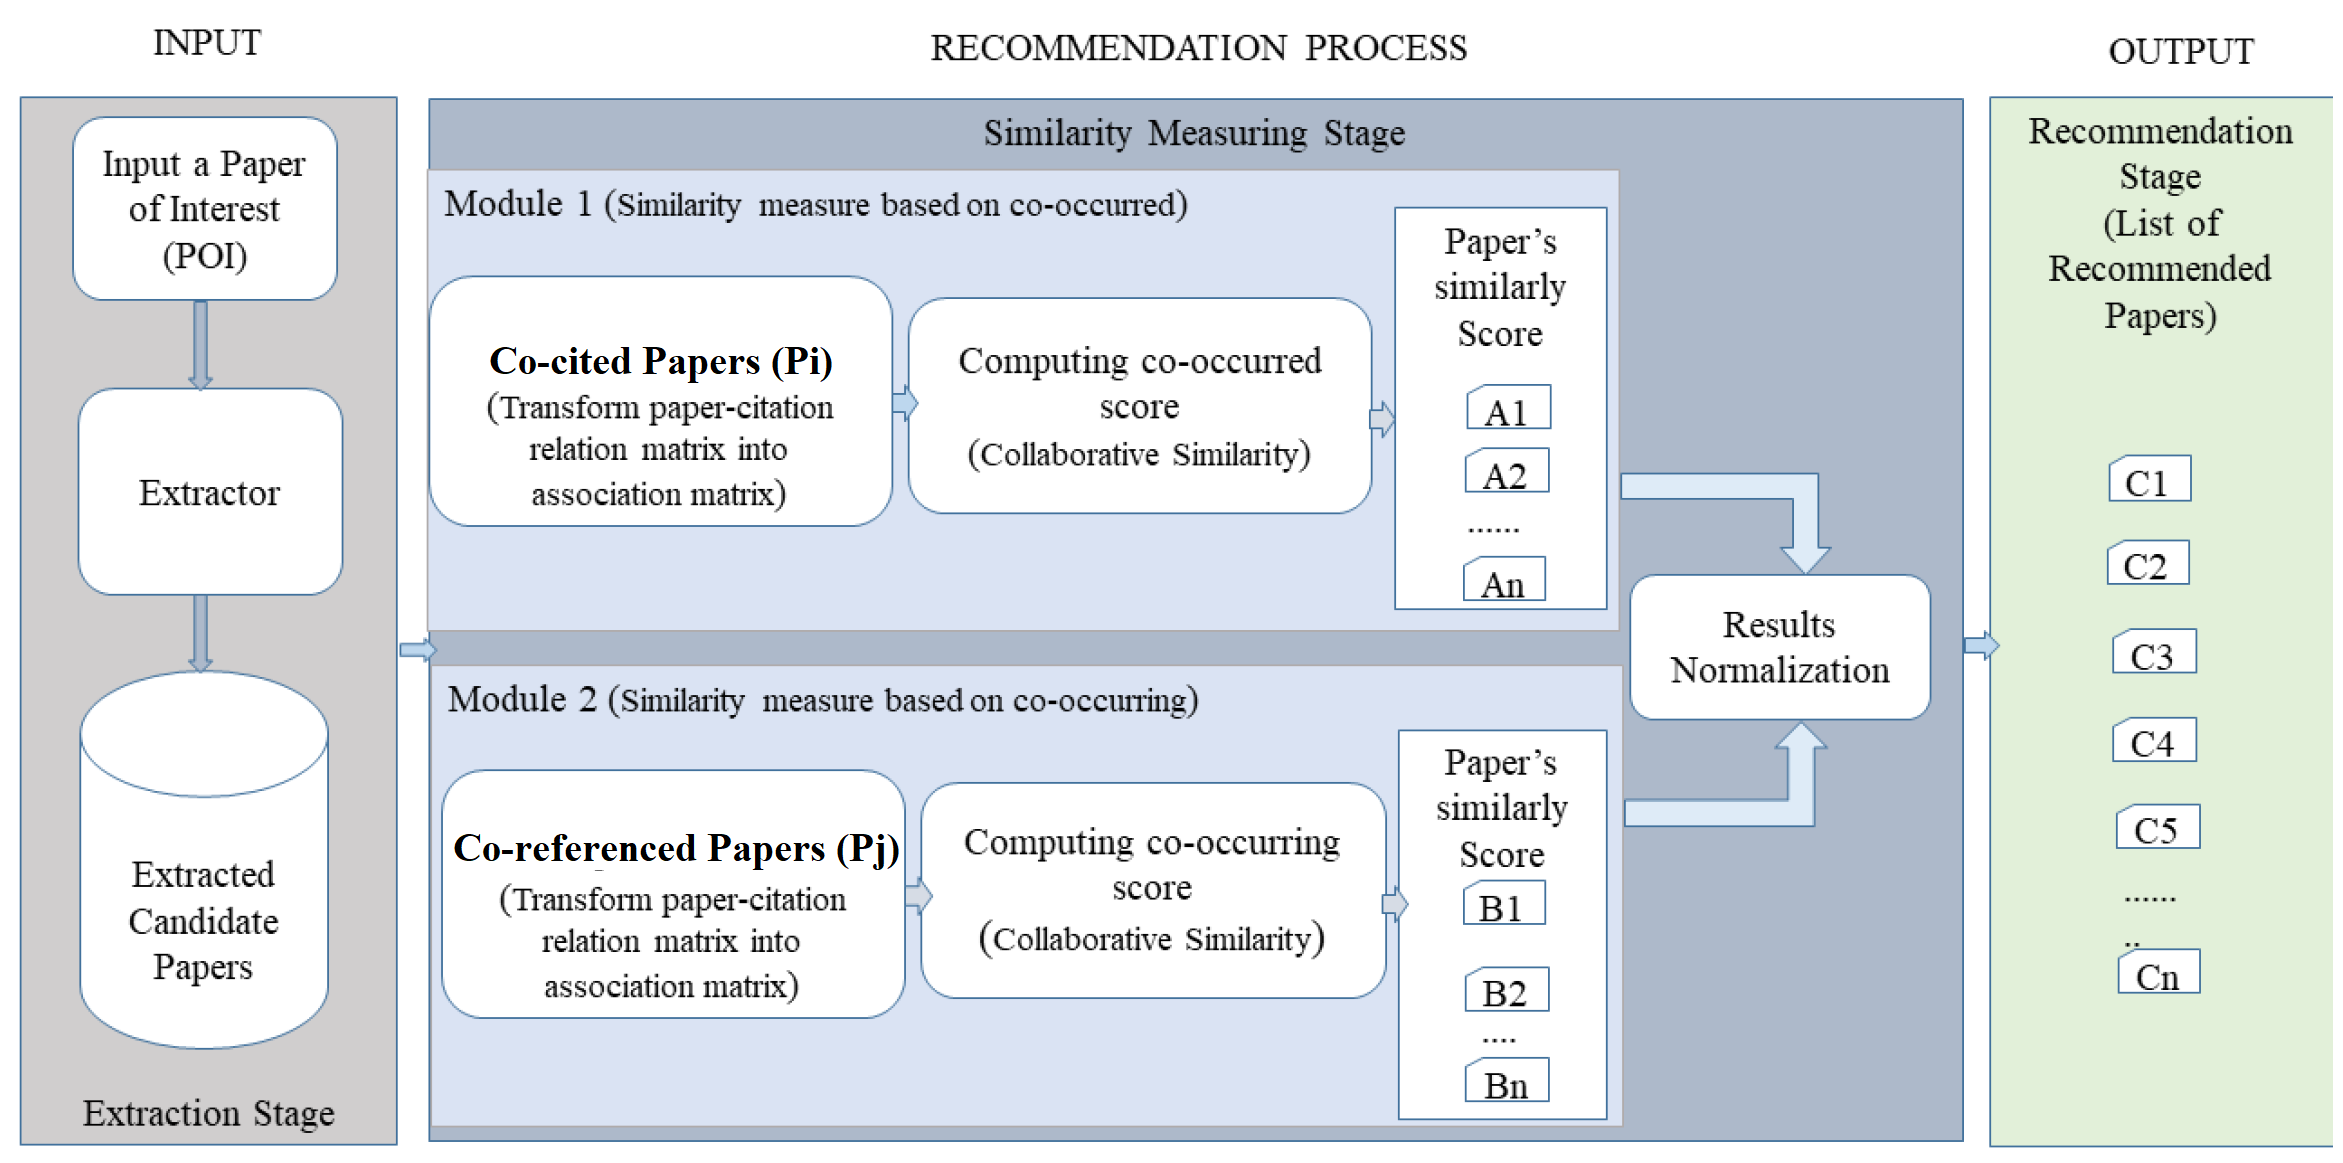 INPUT
RECOMMENDATION PROCESS
OUTPUT
Input a Paper
of Interest
(POI)
Extractor
Extracted
Candidate
Papers
Extraction Stage
Similarity Measuring Stage
Module 1 (Similarity measure based on co-occurred)
Co-cited Papers (Pi)
(Transform paper-citation
relation matrix into
association matrix)
Computing co-occurred
score
(Collaborative Similarity)
Paper’s
similarly
Score
A1
A2
......
An
Module 2 (Similarity measure based on co-occurring)
Co-referenced Papers (Pj)
(Transform paper-citation
relation matrix into
association matrix)
Computing co-occurring
score
(Collaborative Similarity)
Paper’s
similarly
Score
B1
B2
....
Bn
Results
Normalization
Recommendation
Stage
(List of
Recommended
Papers)
C1
C2
C3
C4
C5
......
..
Cn